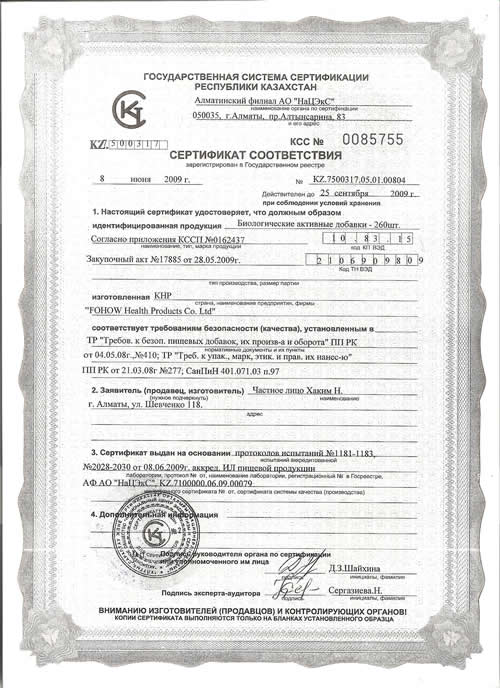 ГОСУДАРСТВЕННАЯ СИСТЕМА СЕРТИФИКАЦИИ
РЕСПУБЛИКИ КАЗАХСТАН
Алматинский филиал АО "НаЦЭкС"
наименование органа по сертификации
050035, г.Алматы, пр.Алтынсарина, 83
и его адрес
KZ. 500317
КСС № 0085755
СЕРТИФИКАТ СООТВЕТСТВИЯ
зарегистрирован в Государственном реестре
8 июня 2009 г. № KZ.7500317.05.01.00804
Действителен до 25 сентября 2009 г.
при соблюдении условий хранения
1. Настоящий сертификат удостоверяет, что должным образом
идентифицированная продукция Биологические активные добавки - 260шт.
Согласно приложения КССП №0162437 10.83.15
наименование, тип, марка продукции код КП ВЭД
Закупочный акт №17885 от 28.05.2009г. 2106909809
код ТН ВЭД
тип производства, размер партии
изготовленная КНР
страна, наименование предприятия, фирмы
"FOHOW Health Products Co. Ltd"
соответствует требованиям безопасности (качества), установленным в
ТР "Требов. к безоп. пищевых добавок, их произв-а и оборота" ПП РК
нормативные документы и их пункты
от 04.05.08г.,№410; ТР "Треб. к упак., марк, этик. и прав. их нанес-ю"
ПП РК от 21.03.08г №277; СанПиН 401.071.03 п.97
2. Заявитель (продавец, изготовитель) Частное лицо Хаким Н.
(нужное подчеркнуть) наименование
г. Алматы, ул. Шевченко 118.
адрес
3. Сертификат выдан на основании протоколов испытаний №1181-1183,
испытаний аккредитованной
№2028-2030 от 08.06.2009г. аккред. ИЛ пищевой продукции
лаборатории, протокол № от, наименование лаборатории, регистрационный № в Госреестре,
АФ АО "НаЦЭкС", KZ.7100000.06.09.00079
сертификата № от, сертификата системы качества (производства)
4. Дополнительная информация
Подпись руководителя органа по сертификации
или уполномоченного им лица Д.З.Шайхина
подпись инициалы, фамилия
Подпись эксперта-аудитора Сергазиева.Н.
подпись инициалы, фамилия
ВНИМАНИЮ ИЗГОТОВИТЕЛЕЙ (ПРОДАВЦОВ) И КОНТРОЛИРУЮЩИХ ОРГАНОВ!
КОПИИ СЕРТИФИКАТА ВЫПОЛНЯЮТСЯ ТОЛЬКО НА БЛАНКАХ УСТАНОВЛЕННОГО ОБРАЗЦА